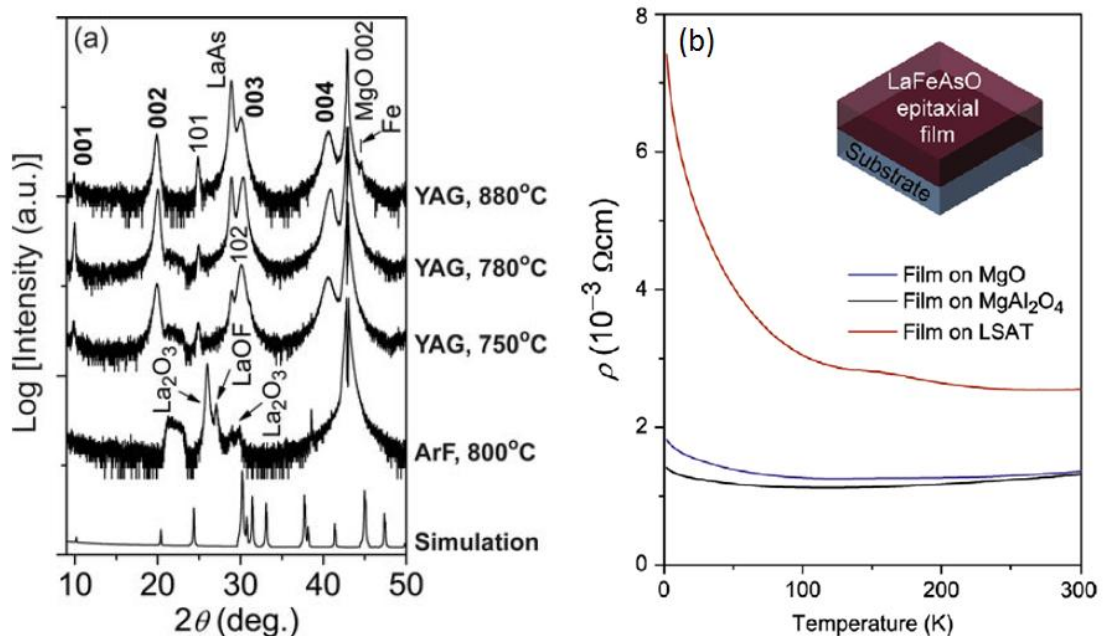 (a)
Log [Intensity (a.u.)]
001
002
101
LaAs
003
004
MgO 002
Fe
YAG, 880°C
YAG, 780°C
102
YAG, 750°C
La₂O₃
LaOF
La₂O₃
ArF, 800°C
Simulation
10 20 30 40 50
2θ (deg.)
(b)
8
6
4
2
0
ρ (10⁻³ Ωcm)
LaFeAsO
epitaxial
film
Substrate
Film on MgO
Film on MgAl₂O₄
Film on LSAT
0 100 200 300
Temperature (K)